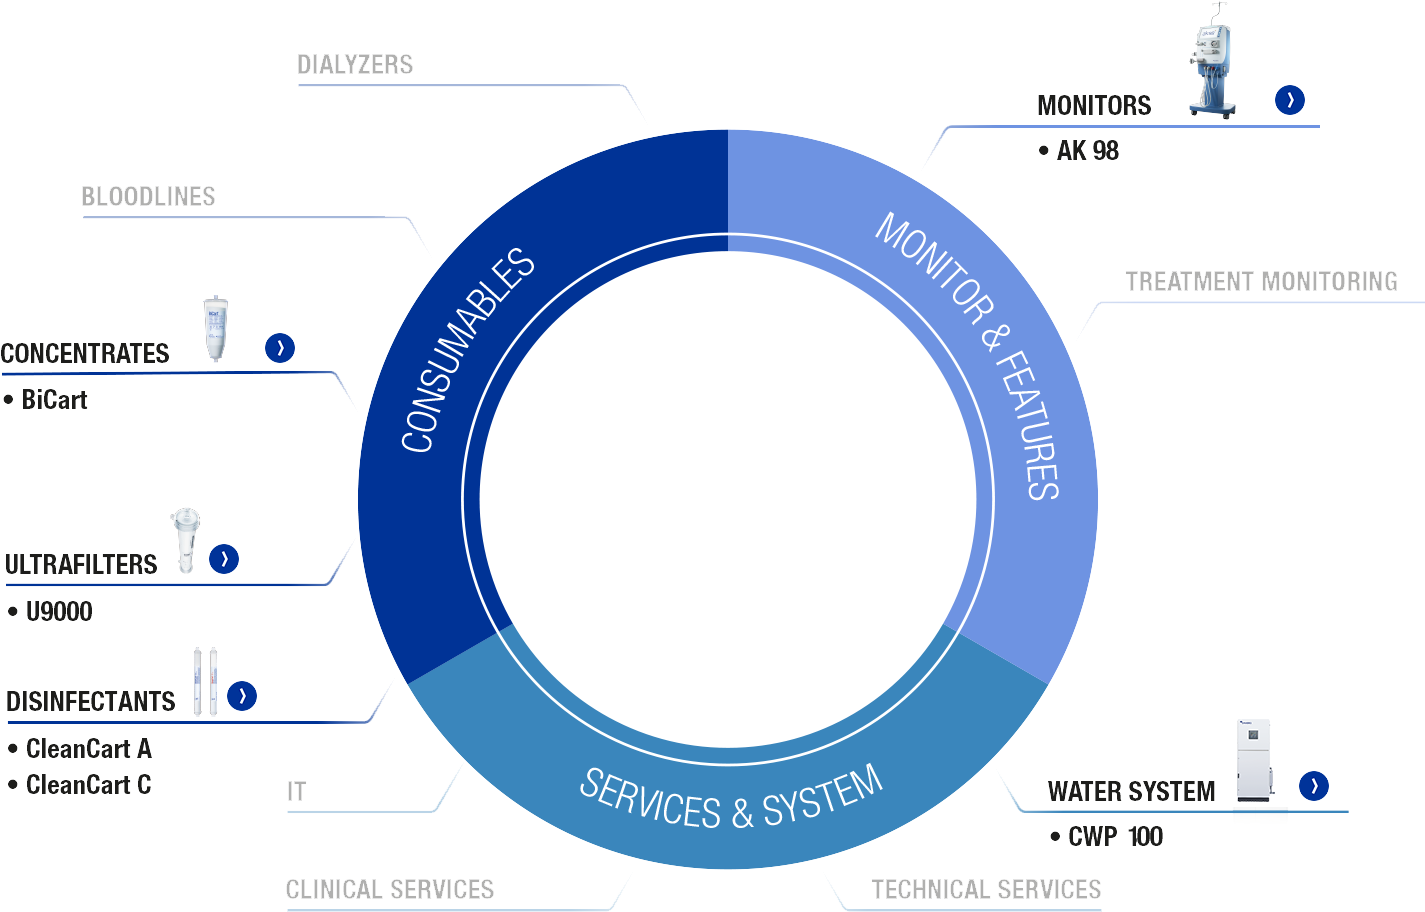 DIALYZERS
MONITORS
• AK 98
BLOODLINES
TREATMENT MONITORING
CONCENTRATES
• BiCart
ULTRAFILTERS
• U9000
DISINFECTANTS
• CleanCart A
• CleanCart C
IT
CLINICAL SERVICES
TECHNICAL SERVICES
WATER SYSTEM
• CWP 100
CONSUMABLES
MONITOR & FEATURES
SERVICES & SYSTEM